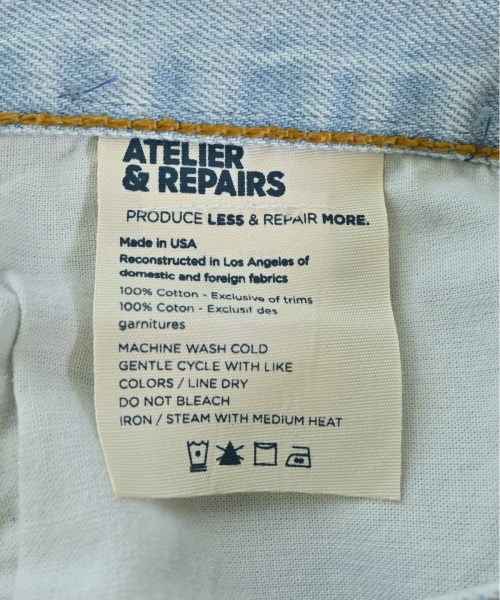 ATELIER
& REPAIRS
PRODUCE LESS & REPAIR MORE.
Made in USA
Reconstructed in Los Angeles of
domestic and foreign fabrics
100% Cotton - Exclusive of trims
100% Coton - Exclusif des
garnitures
MACHINE WASH COLD
GENTLE CYCLE WITH LIKE
COLORS / LINE DRY
DO NOT BLEACH
IRON / STEAM WITH MEDIUM HEAT